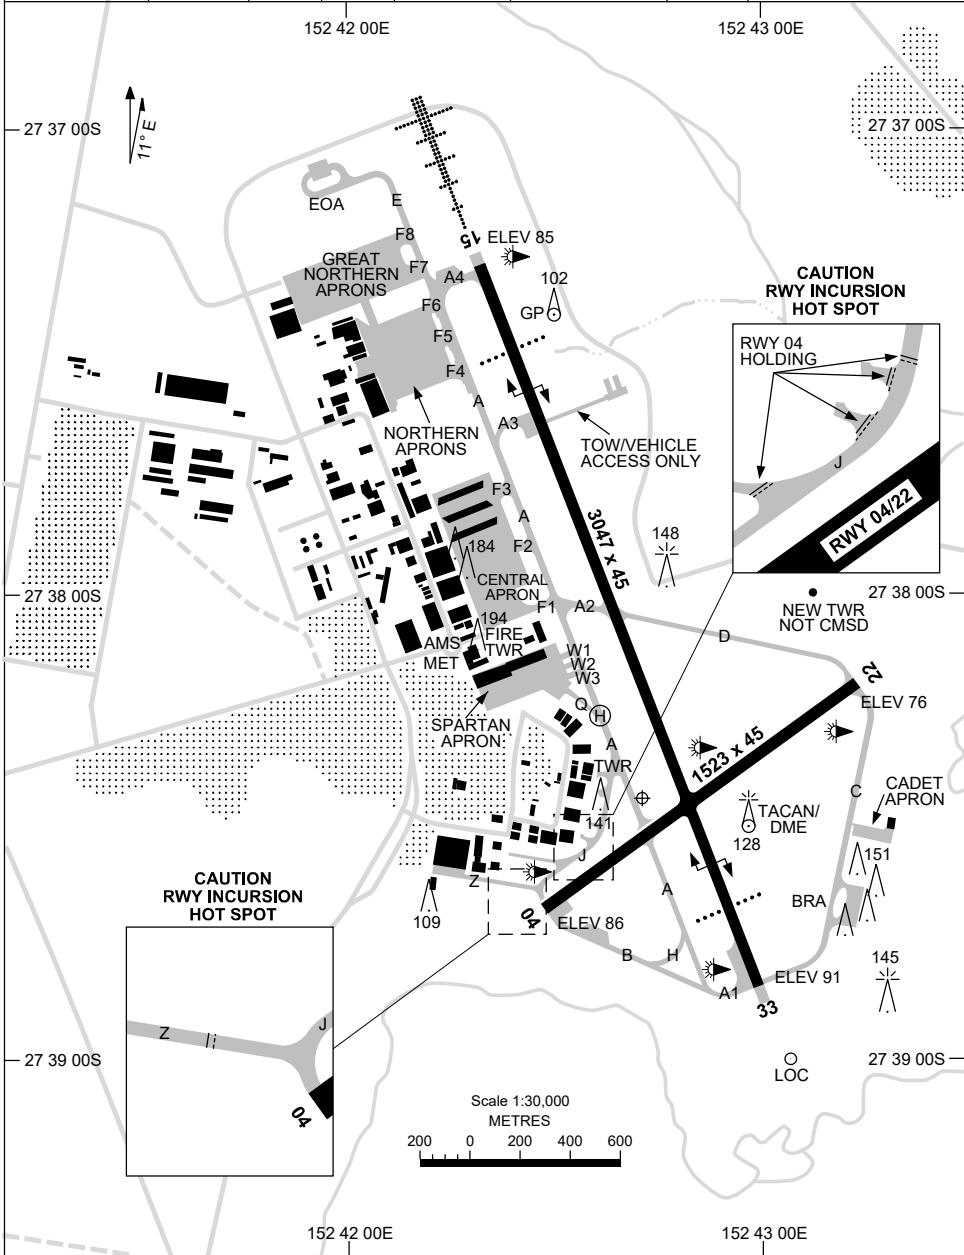 152 42 00E
152 43 00E
27 37 00S
27 37 00S
11° E
EOA
E
F8
GREAT
NORTHERN
APRONS
F7
A4
15
ELEV 85
102
GP
F6
F5
F4
A
A3
NORTHERN
APRONS
TOW/VEHICLE
ACCESS ONLY
CAUTION
RWY INCURSION
HOT SPOT
RWY 04
HOLDING
J
RWY 04/22
F3
A
F2
184
CENTRAL
APRON
3047 x 45
148
27 38 00S
27 38 00S
NEW TWR
NOT CMSD
F1
A2
D
194
AMS
MET
FIRE
TWR
W1
W2
W3
Q
H
SPARTAN
APRON
A
TWR
141
22
ELEV 76
1523 x 45
C
CADET
APRON
TACAN/
DME
128
151
BRA
J
Z
109
04
ELEV 86
A
B
H
A1
ELEV 91
33
145
CAUTION
RWY INCURSION
HOT SPOT
Z
J
04
27 39 00S
27 39 00S
LOC
Scale 1:30,000
METRES
200 0 200 400 600
152 42 00E
152 43 00E